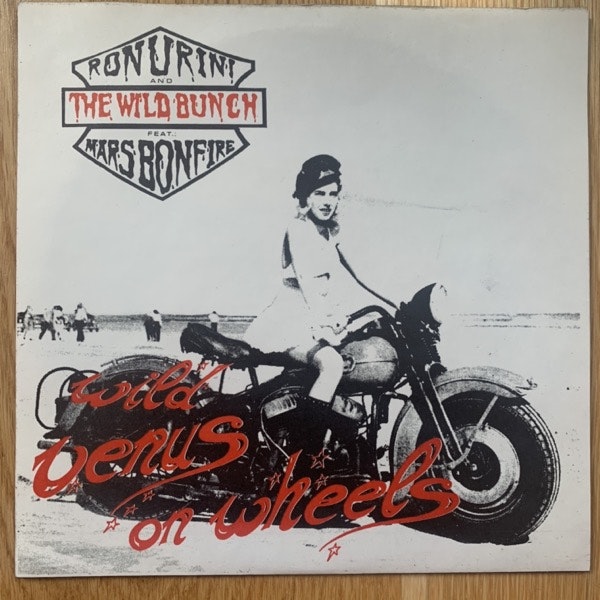 RON URINI
AND
THE WILD BUNCH
FEAT.:
MARS BONFIRE
wild
venus
on wheels